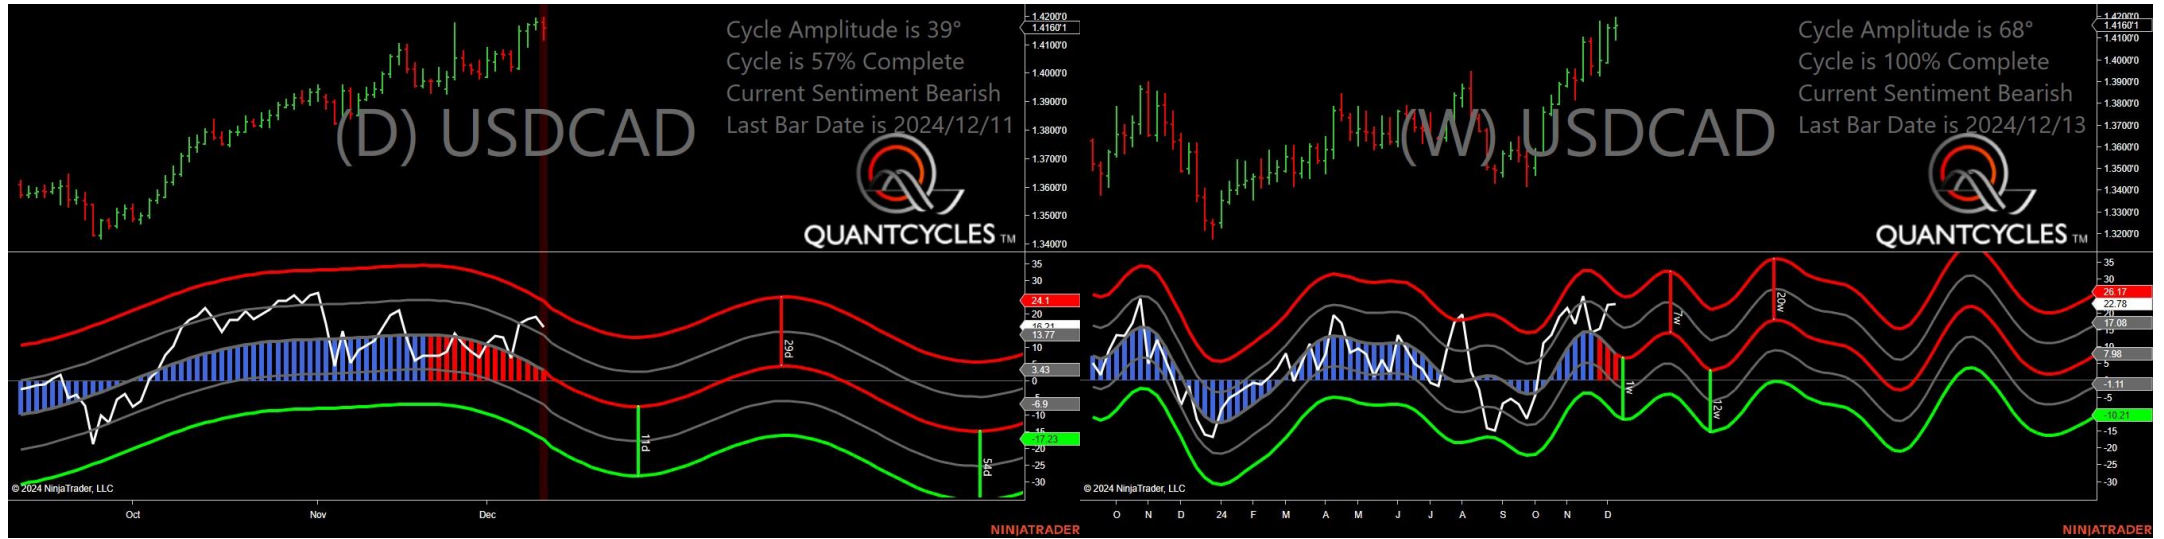 Cycle Amplitude is 39°
Cycle is 57% Complete
Current Sentiment Bearish
Last Bar Date is 2024/12/11
(D) USDCAD
QUANTCYCLES TM
1.4200'0
1.4160'1
1.4100'0
1.4000'0
1.3900'0
1.3800'0
1.3700'0
1.3600'0
1.3500'0
1.3400'0
35
30
24.1
20
16.21
13.77
10
5
3.43
0
-6.9
-10
-15
-17.23
-20
-25
-30
11d
29d
54d
© 2024 NinjaTrader, LLC
Oct Nov Dec
NINJATRADER
Cycle Amplitude is 68°
Cycle is 100% Complete
Current Sentiment Bearish
Last Bar Date is 2024/12/13
(W) USDCAD
QUANTCYCLES TM
1.4200'0
1.4160'1
1.4100'0
1.4000'0
1.3900'0
1.3800'0
1.3700'0
1.3600'0
1.3500'0
1.3400'0
1.3300'0
1.3200'0
35
30
26.17
22.78
17.08
15
10
7.98
5
-1.11
-5
-10.21
-15
-20
-25
-30
1w
7w
12w
20w
© 2024 NinjaTrader, LLC
O N D 24 F M A M J J A S O N D
NINJATRADER